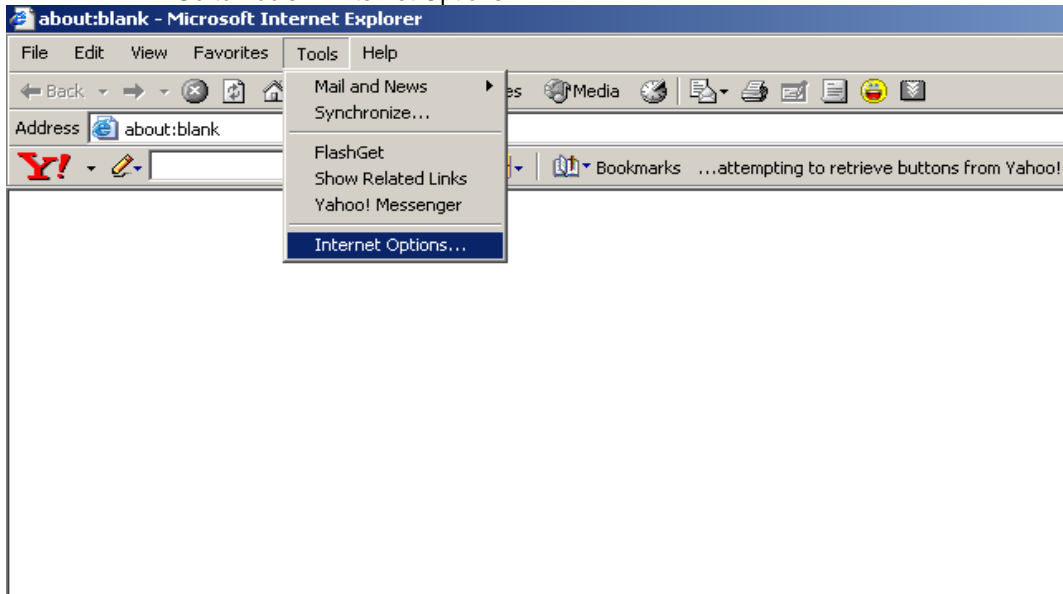 about:blank - Microsoft Internet Explorer
File Edit View Favorites Tools Help
Back es Media
Mail and News
Synchronize...
Address about:blank
FlashGet
Y! Bookmarks ...attempting to retrieve buttons from Yahoo!
Show Related Links
Yahoo! Messenger
Internet Options...